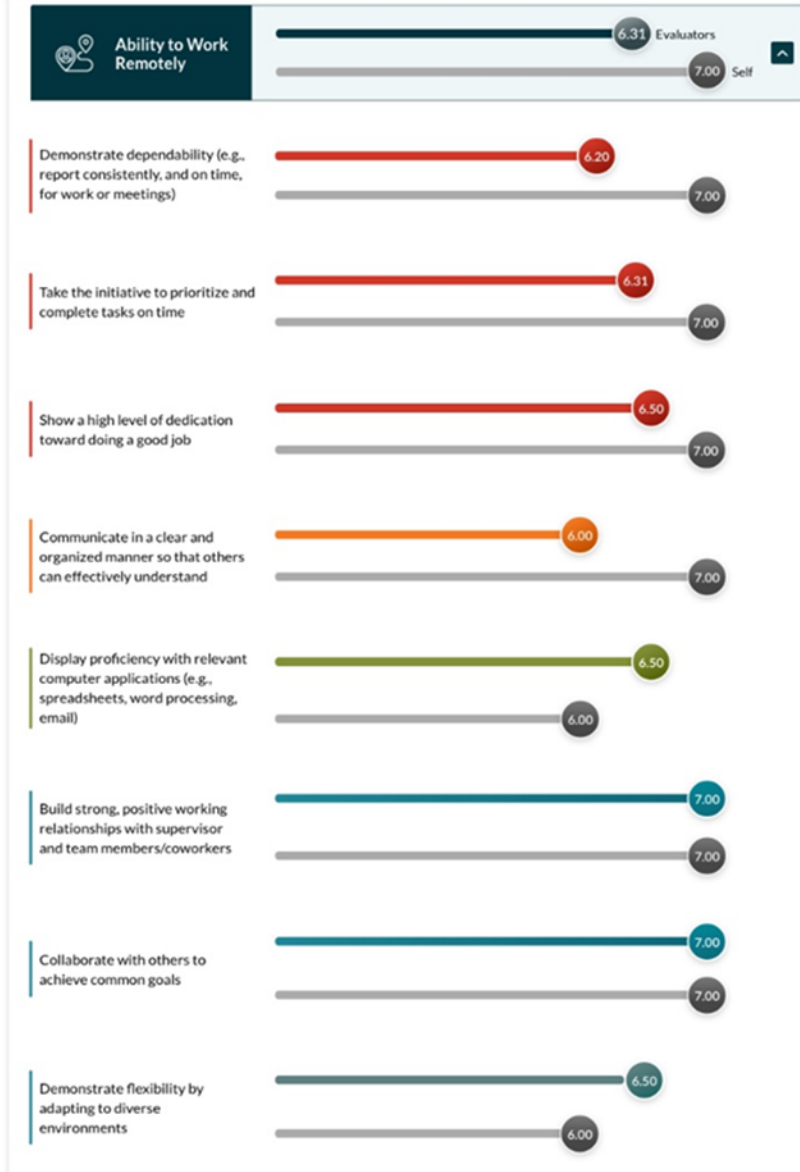 Ability to Work
Remotely
6.31 Evaluators
7.00 Self
Demonstrate dependability (e.g.,
report consistently, and on time,
for work or meetings)
6.20
7.00
Take the initiative to prioritize and
complete tasks on time
6.31
7.00
Show a high level of dedication
toward doing a good job
6.50
7.00
Communicate in a clear and
organized manner so that others
can effectively understand
6.00
7.00
Display proficiency with relevant
computer applications (e.g.,
spreadsheets, word processing,
email)
6.50
6.00
Build strong, positive working
relationships with supervisor
and team members/coworkers
7.00
7.00
Collaborate with others to
achieve common goals
7.00
7.00
Demonstrate flexibility by
adapting to diverse
environments
6.50
6.00